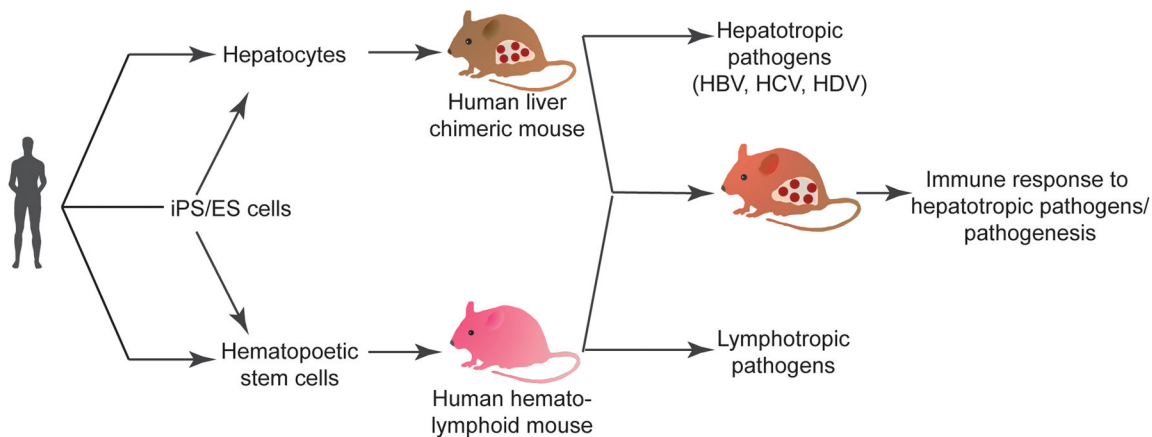 Hepatocytes
Human liver
chimeric mouse
Hepatotropic
pathogens
(HBV, HCV, HDV)
iPS/ES cells
Immune response to
hepatotropic pathogens/
pathogenesis
Hematopoetic
stem cells
Human hemato-
lymphoid mouse
Lymphotropic
pathogens